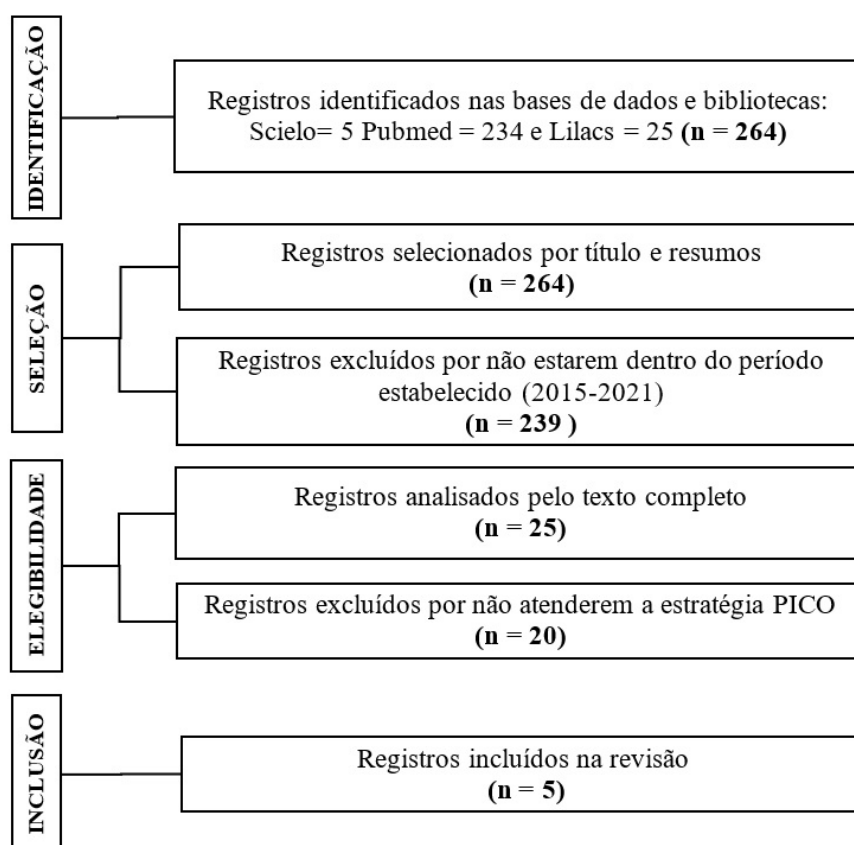 IDENTIFICAÇÃO
Registros identificados nas bases de dados e bibliotecas:
Scielo= 5 Pubmed = 234 e Lilacs = 25 (n = 264)
SELEÇÃO
Registros selecionados por título e resumos
(n = 264)
Registros excluídos por não estarem dentro do período
estabelecido (2015-2021)
(n = 239 )
ELEGIBILIDADE
Registros analisados pelo texto completo
(n = 25)
Registros excluídos por não atenderem a estratégia PICO
(n = 20)
INCLUSÃO
Registros incluídos na revisão
(n = 5)